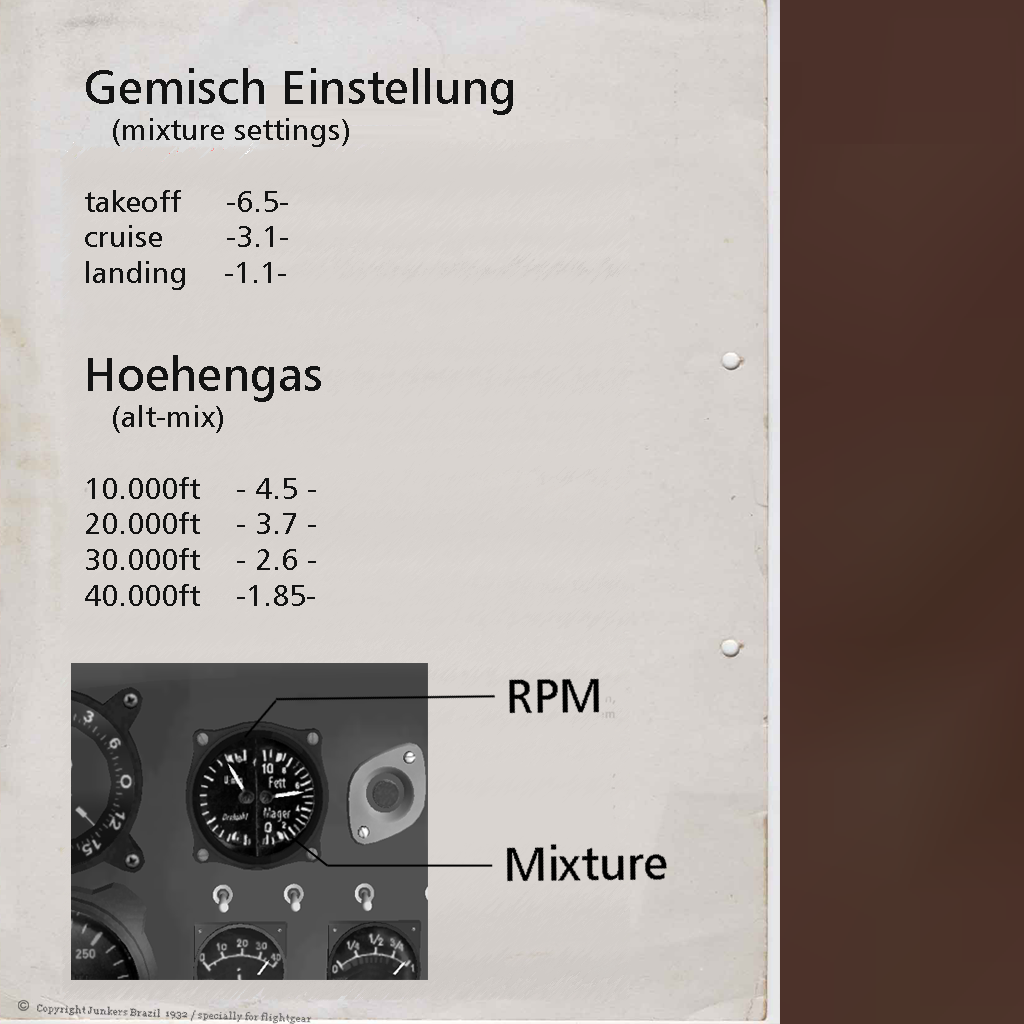 Gemisch Einstellung
(mixture settings)
takeoff -6.5-
cruise -3.1-
landing -1.1-
Hoehengas
(alt-mix)
10.000ft - 4.5 -
20.000ft - 3.7 -
30.000ft - 2.6 -
40.000ft -1.85-
RPM
3
6
0
12
15
10
Fett
Drehzahl
Mager
0 2
Mixture
250
10 20 30 40
0 1/4 1/2 3/4 1
© Copyright Junkers Brazil 1932 / specially for flightgear